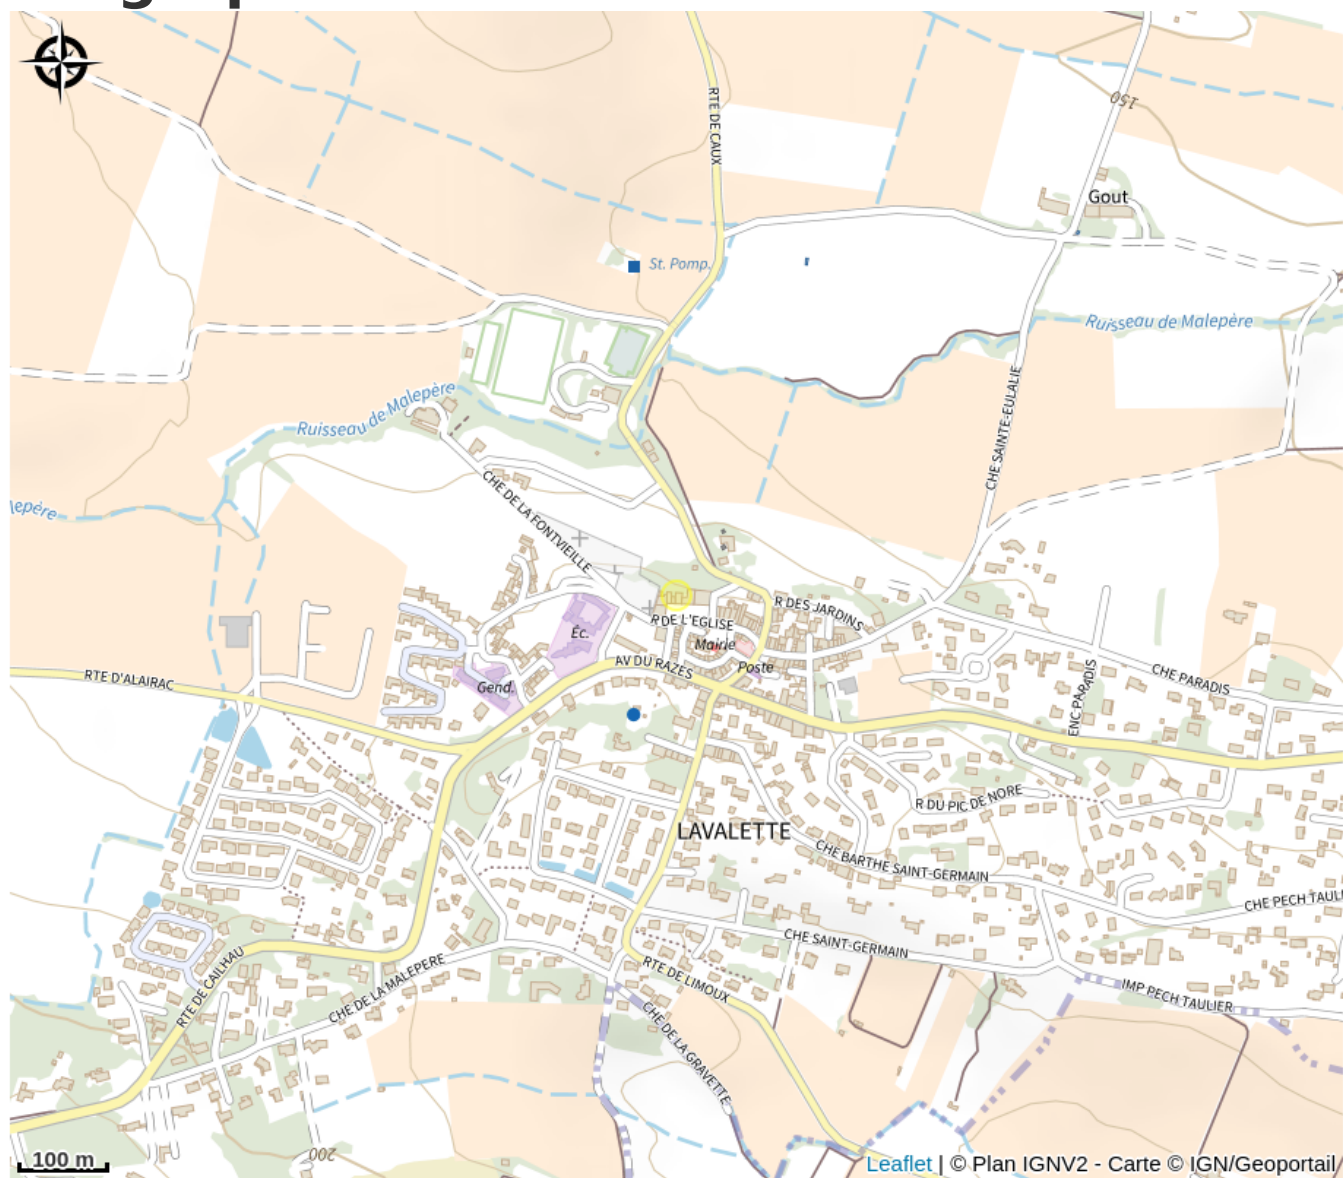 RTE DE CAUX
150
Gout
St. Pomp.
Ruisseau de Malepère
Ruisseau de Malepère
CHE SAINTE-EULALIE
CHE DE LA FONTVIEILLE
lepère
R DES JARDINS
R DE L'EGLISE
Éc.
Mairie
AV DU RAZES
Poste
RTE D'ALAIRAC
Gend.
CHE PARADIS
ENC PARADIS
R DU PIC DE NORE
LAVALETTE
CHE BARTHE SAINT-GERMAIN
CHE PECH TAUL
CHE SAINT-GERMAIN
RTE DE CAILHAU
CHE DE LA MALEPERE
RTE DE LIMOUX
IMP PECH TAULIER
CHE DE LA GRAVETTE
200
100 m
Leaflet | © Plan IGNV2 - Carte © IGN/Geoportail